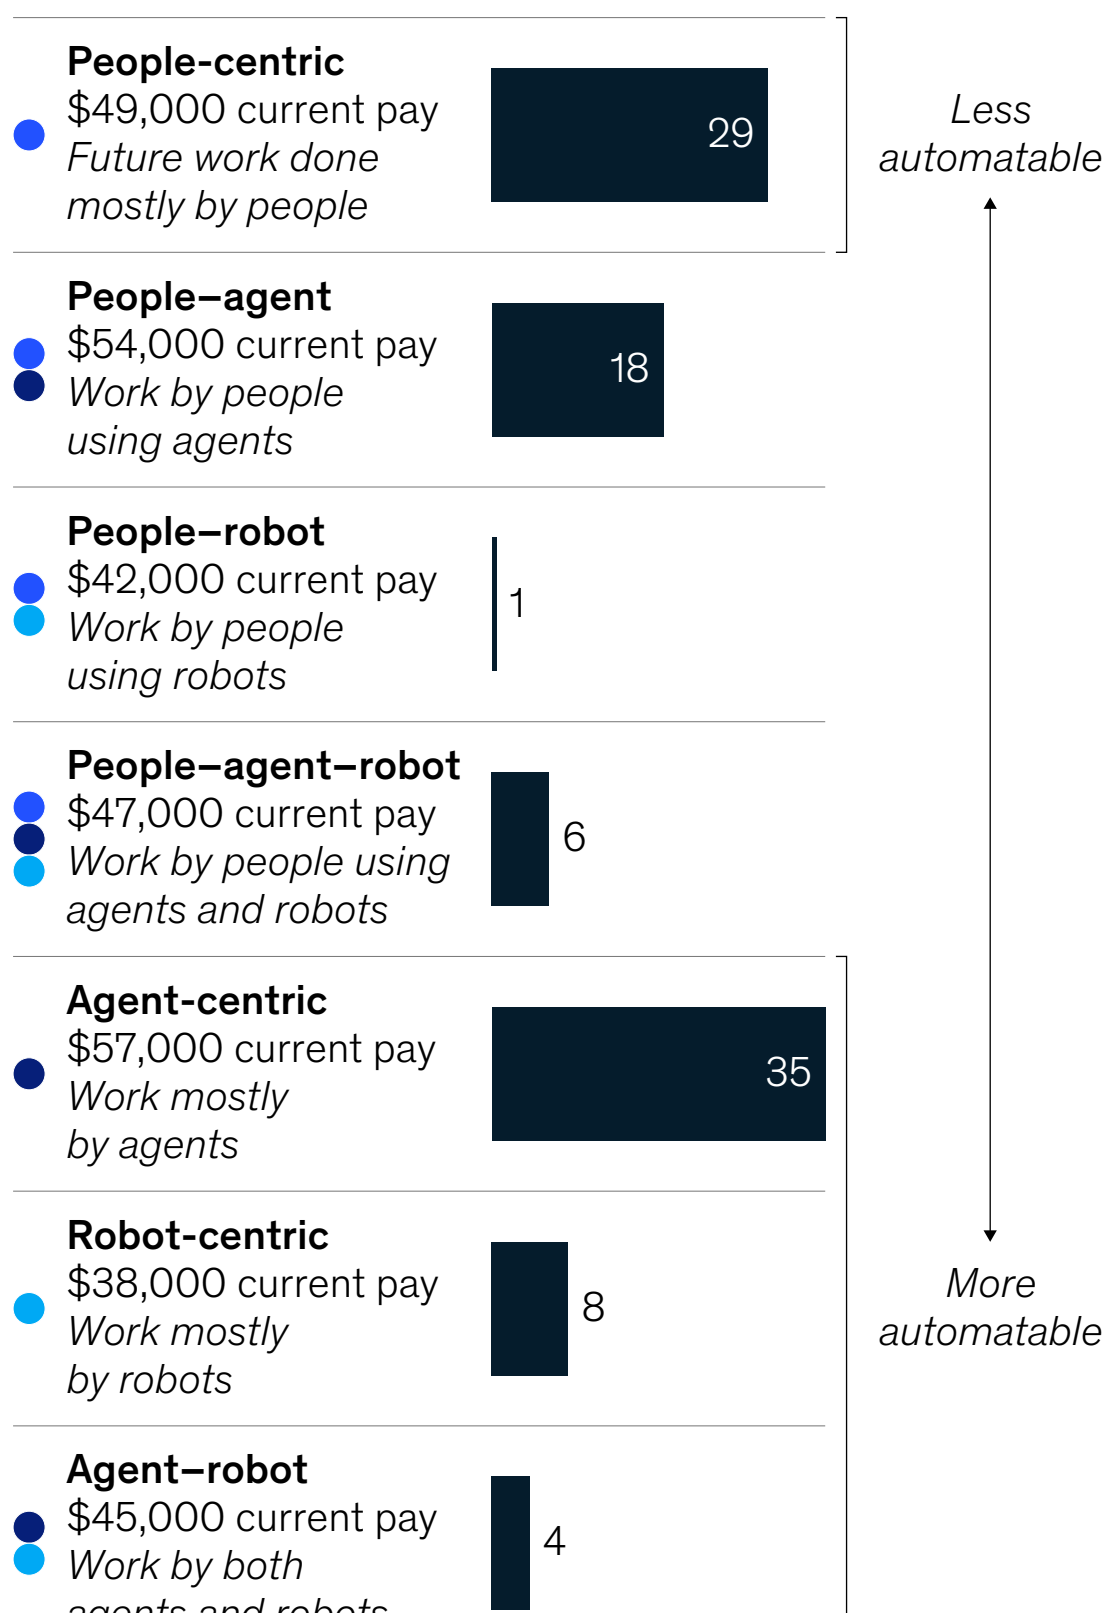 People-centric
$49,000 current pay
Future work done
mostly by people
29
Less
automatable
People–agent
$54,000 current pay
Work by people
using agents
18
People–robot
$42,000 current pay
Work by people
using robots
1
People–agent–robot
$47,000 current pay
Work by people using
agents and robots
6
Agent-centric
$57,000 current pay
Work mostly
by agents
35
Robot-centric
$38,000 current pay
Work mostly
by robots
8
More
automatable
Agent–robot
$45,000 current pay
Work by both
agents and robots
4